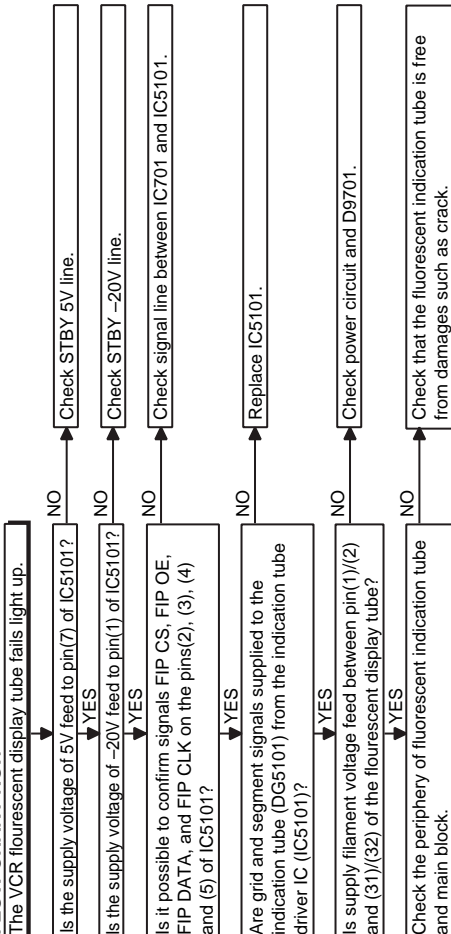 The VCR flourescent display tube fails light up.
Is the supply voltage of 5V feed to pin(7) of IC5101?
NO
Check STBY 5V line.
YES
Is the supply voltage of –20V feed to pin(1) of IC5101?
NO
Check STBY –20V line.
YES
Is it possible to confirm signals FIP CS, FIP OE,
FIP DATA, and FIP CLK on the pins(2), (3), (4)
and (5) of IC5101?
NO
Check signal line between IC701 and IC5101.
YES
Are grid and segment signals supplied to the
indication tube (DG5101) from the indication tube
driver IC (IC5101)?
NO
Replace IC5101.
YES
Is supply filament voltage feed between pin(1)/(2)
and (31)/(32) of the flourescent display tube?
NO
Check power circuit and D9701.
YES
Check the periphery of fluorescent indication tube
and main block.
NO
Check that the fluorescent indication tube is free
from damages such as crack.